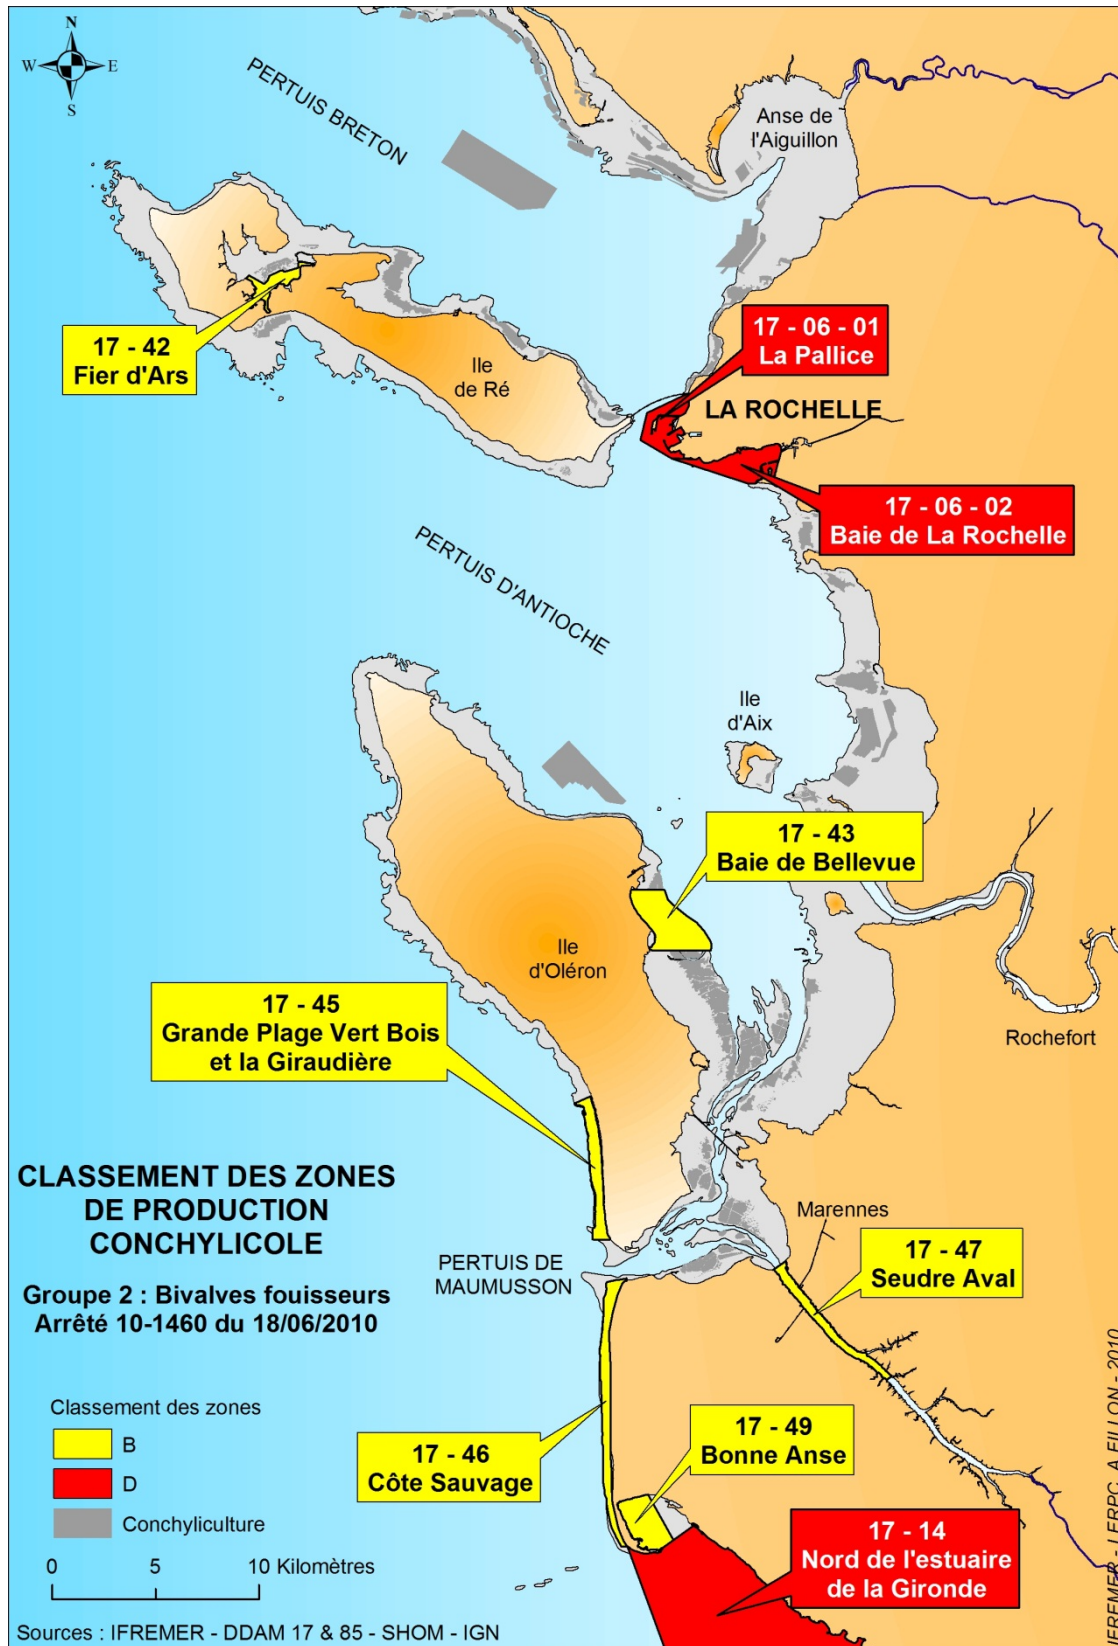 N
W
E
S
PERTUIS BRETON
Anse de
l'Aiguillon
17 - 42
Fier d'Ars
Ile
de Ré
17 - 06 - 01
La Pallice
LA ROCHELLE
17 - 06 - 02
Baie de La Rochelle
PERTUIS D'ANTIOCHE
Ile
d'Aix
17 - 43
Baie de Bellevue
Ile
d'Oléron
17 - 45
Grande Plage Vert Bois
et la Giraudière
Rochefort
CLASSEMENT DES ZONES
DE PRODUCTION
CONCHYLICOLE
Groupe 2 : Bivalves fouisseurs
Arrêté 10-1460 du 18/06/2010
PERTUIS DE
MAUMUSSON
Marennes
17 - 47
Seudre Aval
17 - 46
Côte Sauvage
17 - 49
Bonne Anse
17 - 14
Nord de l'estuaire
de la Gironde
Classement des zones
B
D
Conchyliculture
0 5 10 Kilomètres
Sources : IFREMER - DDAM 17 & 85 - SHOM - IGN
IFREMER - LERPC, A FILLON - 2010